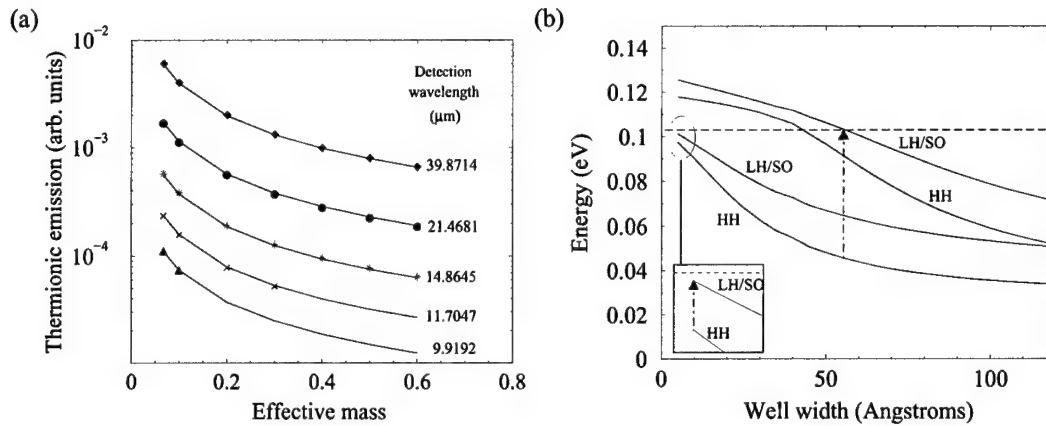 (a)
10⁻²
10⁻³
10⁻⁴
Thermionic emission (arb. units)
Detection
wavelength
(μm)
39.8714
21.4681
14.8645
11.7047
9.9192
0 0.2 0.4 0.6 0.8
Effective mass
(b)
0.14
0.12
0.1
0.08
0.06
0.04
0.02
0
Energy (eV)
LH/SO
LH/SO
HH
HH
LH/SO
HH
0 50 100
Well width (Angstroms)